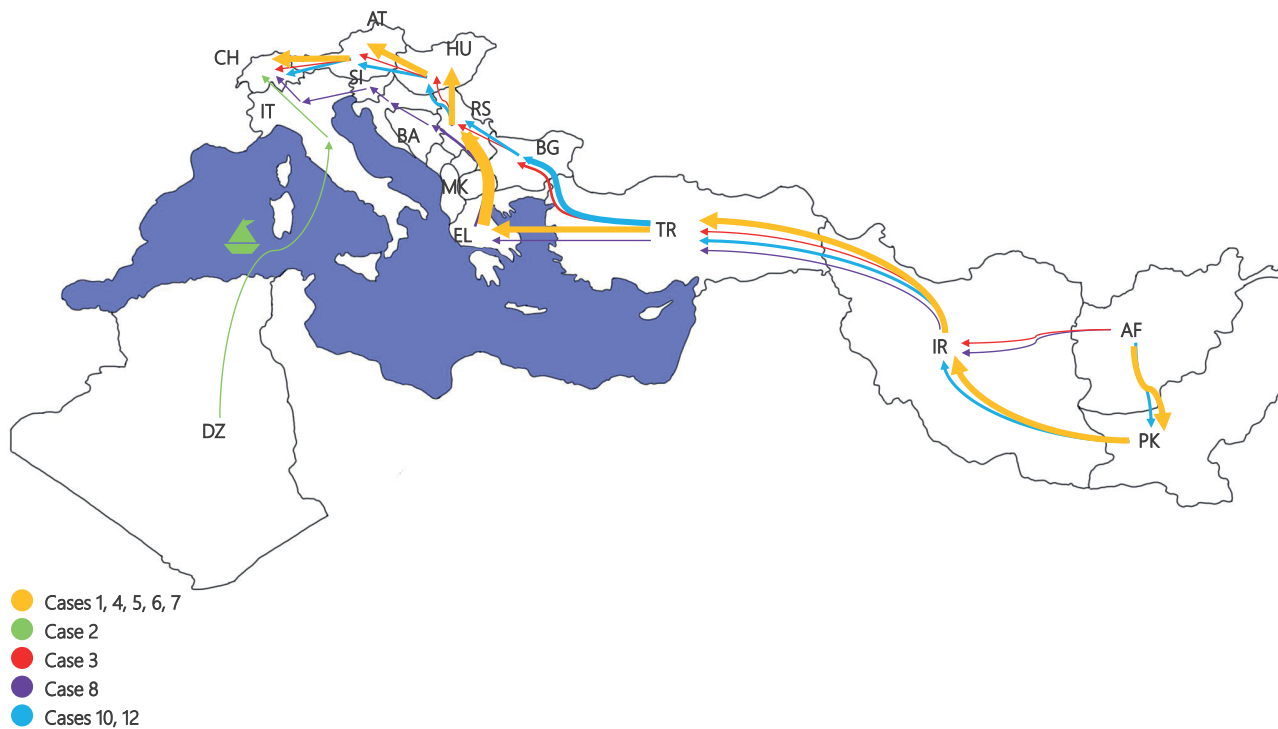 AT
HU
CH
SI
IT
RS
BA
BG
MK
EL
TR
AF
IR
DZ
PK
Cases 1, 4, 5, 6, 7
Case 2
Case 3
Case 8
Cases 10, 12